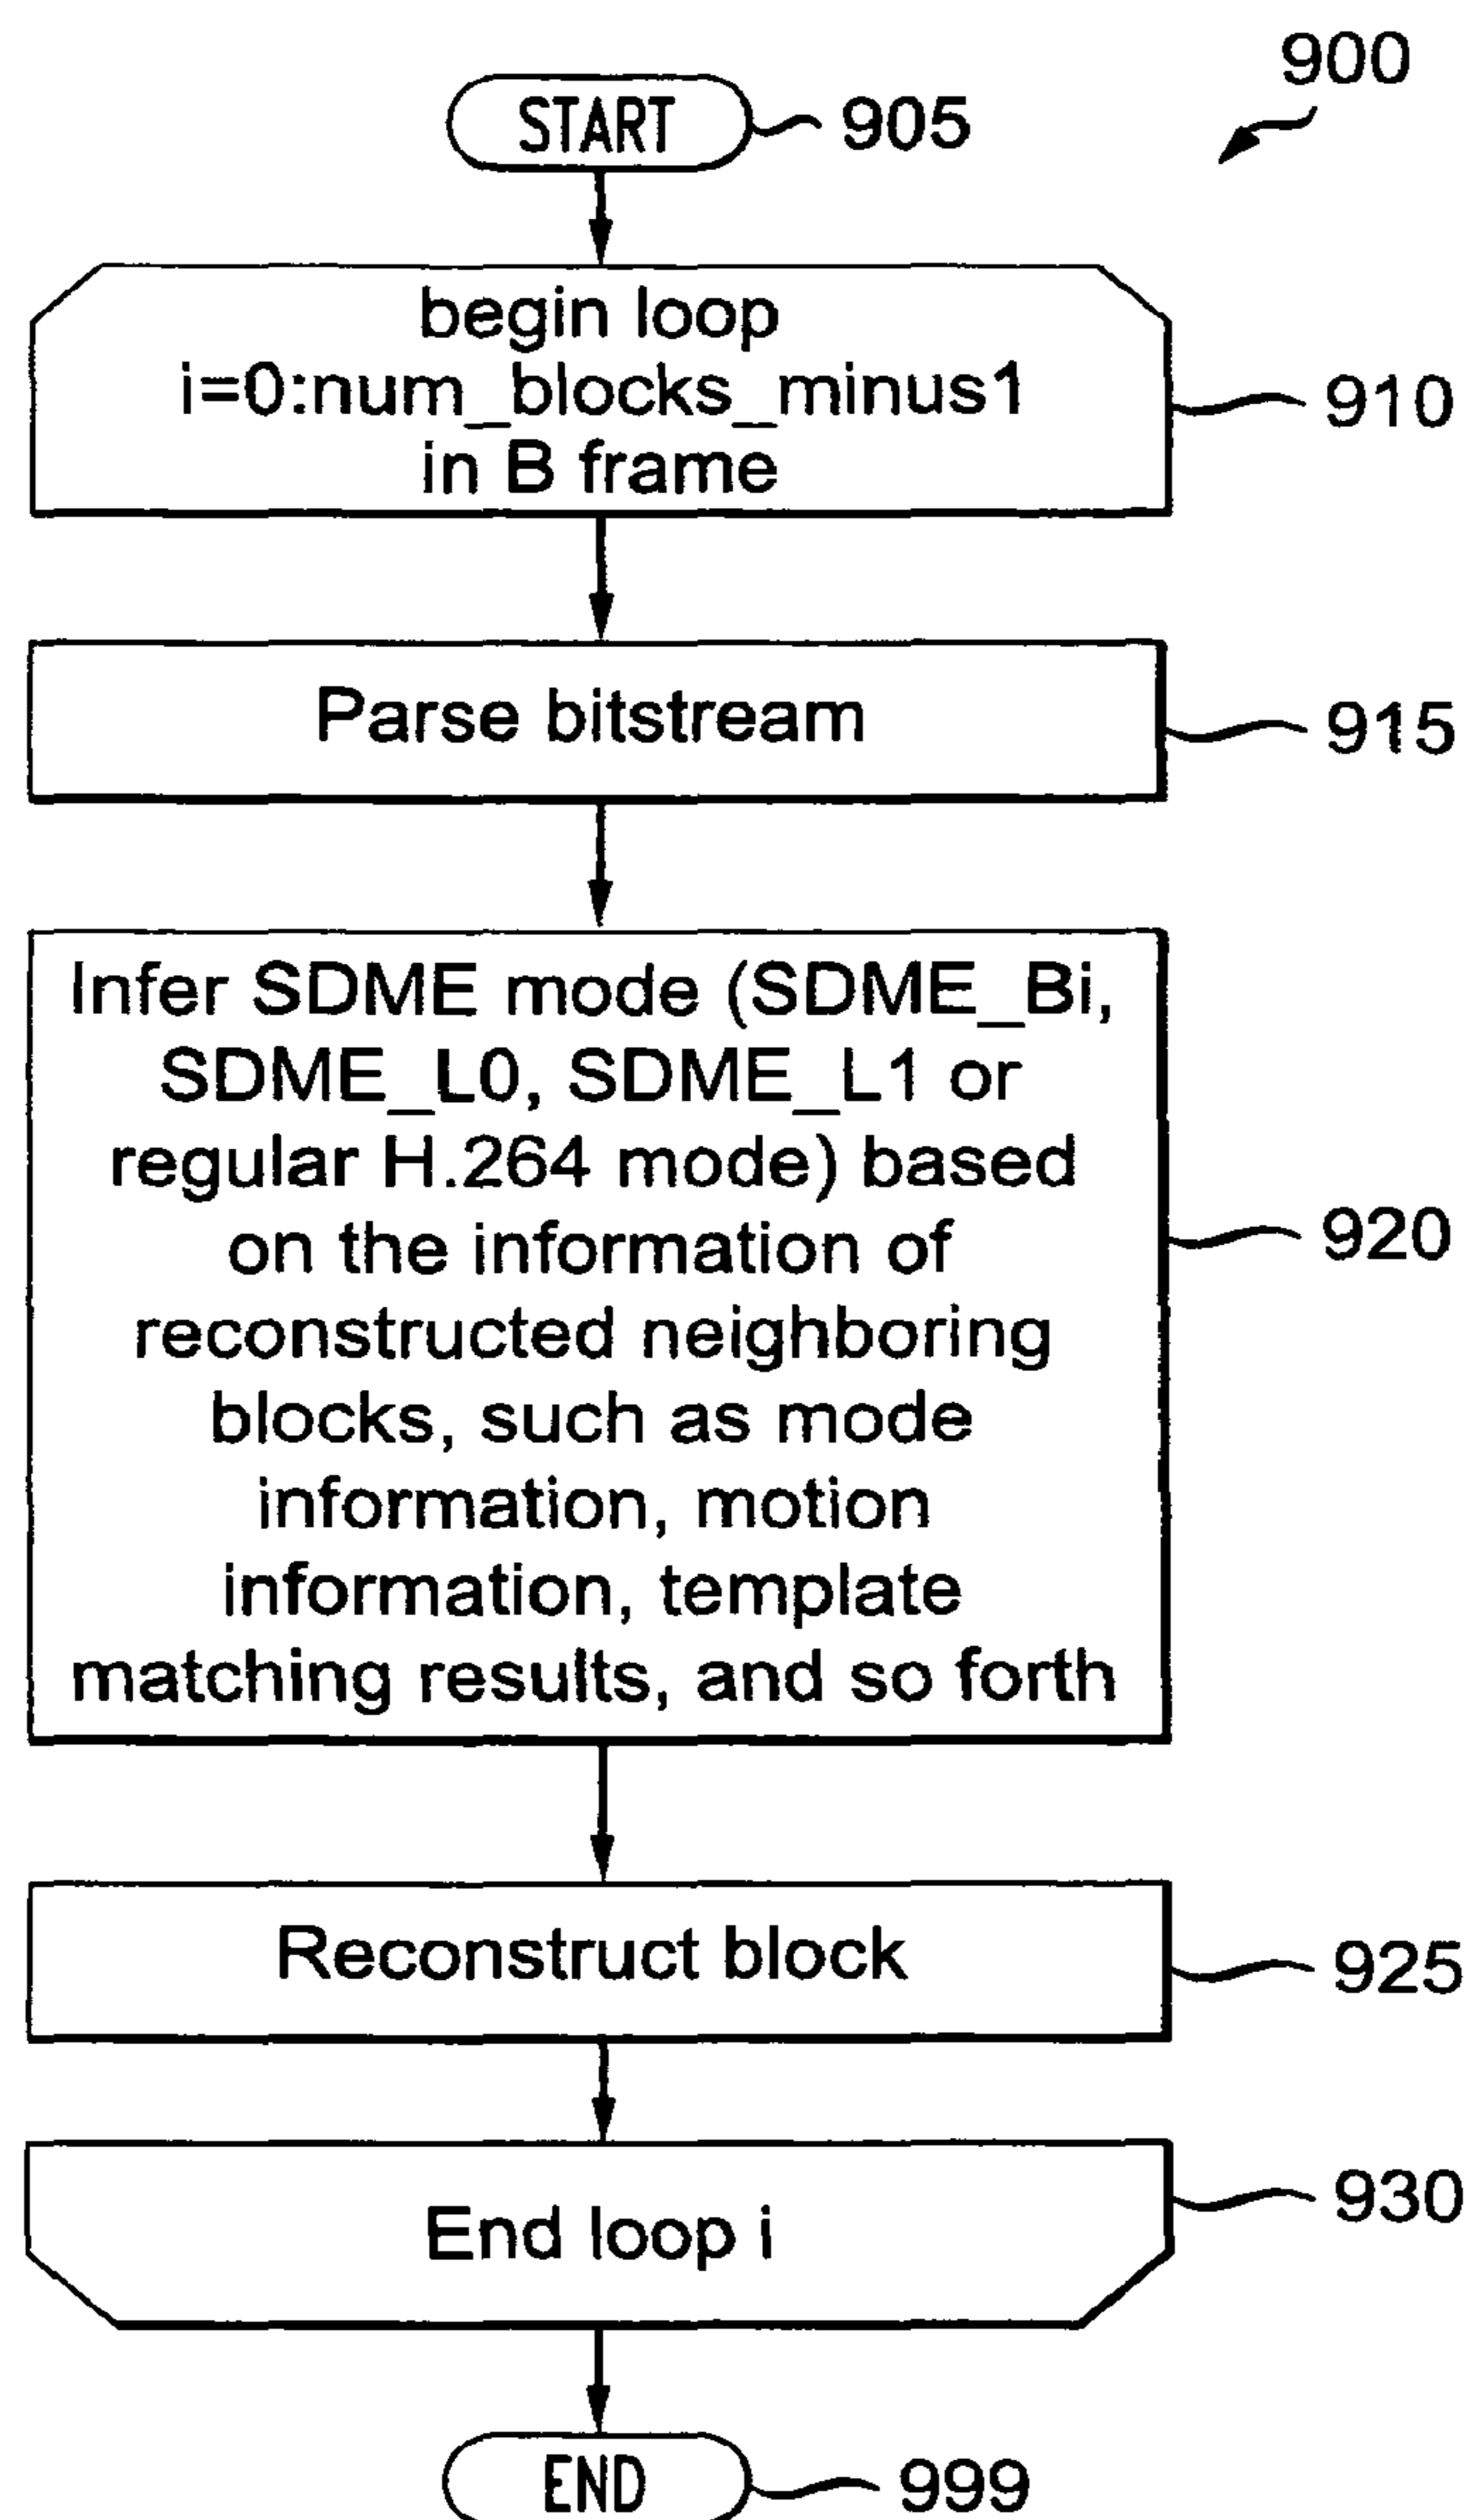 900
START
905
begin loop
i=0:num_blocks_minus1
in B frame
910
Parse bitstream
915
Infer SDME mode (SDME_Bi,
SDME_L0, SDME_L1 or
regular H.264 mode) based
on the information of
reconstructed neighboring
blocks, such as mode
information, motion
information, template
matching results, and so forth
920
Reconstruct block
925
End loop i
930
END
999